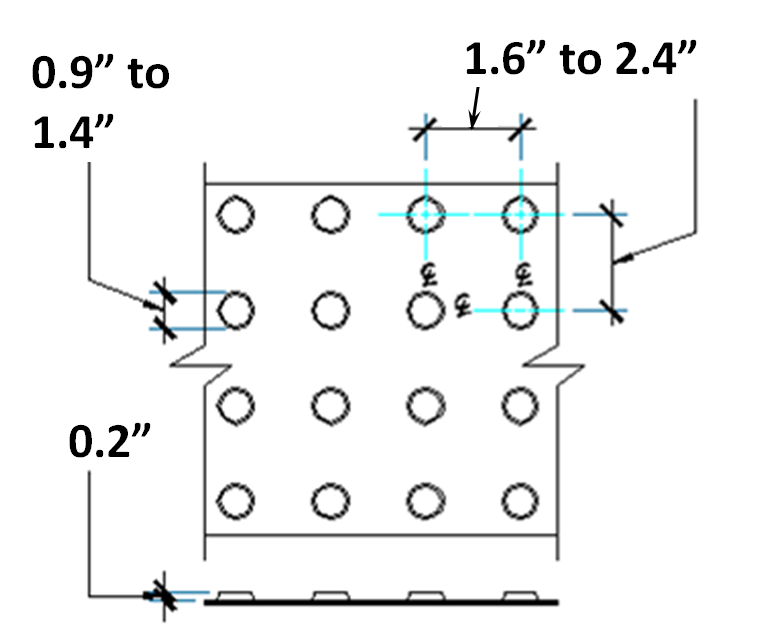 0.9” to
1.4”
1.6” to 2.4”
℄
℄
℄
0.2”